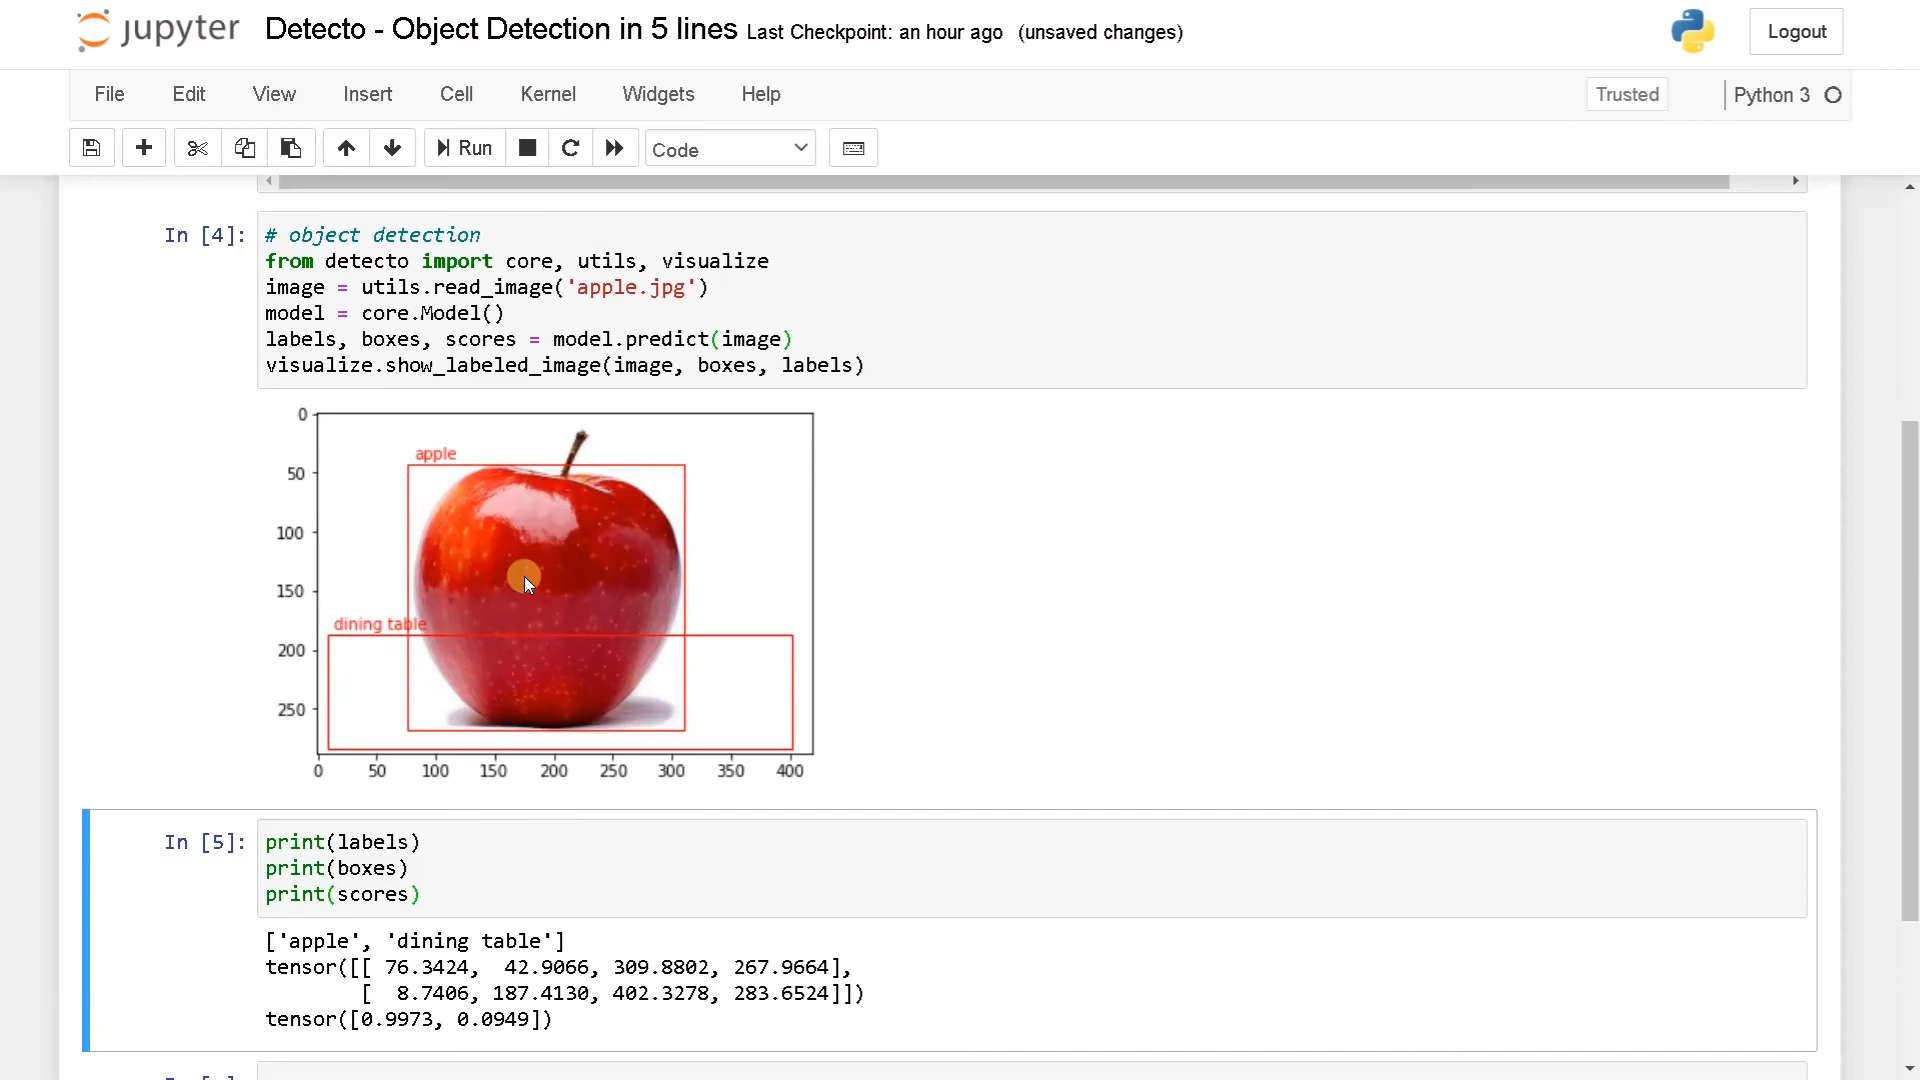 jupyter Detecto - Object Detection in 5 lines Last Checkpoint: an hour ago (unsaved changes) Logout
File Edit View Insert Cell Kernel Widgets Help Trusted Python 3
Run Code
In [4]: # object detection
from detecto import core, utils, visualize
image = utils.read_image('apple.jpg')
model = core.Model()
labels, boxes, scores = model.predict(image)
visualize.show_labeled_image(image, boxes, labels)
0
apple
50
100
150
dining table
200
250
0 50 100 150 200 250 300 350 400
In [5]: print(labels)
print(boxes)
print(scores)
['apple', 'dining table']
tensor([[ 76.3424, 42.9066, 309.8802, 267.9664],
[ 8.7406, 187.4130, 402.3278, 283.6524]])
tensor([0.9973, 0.0949])